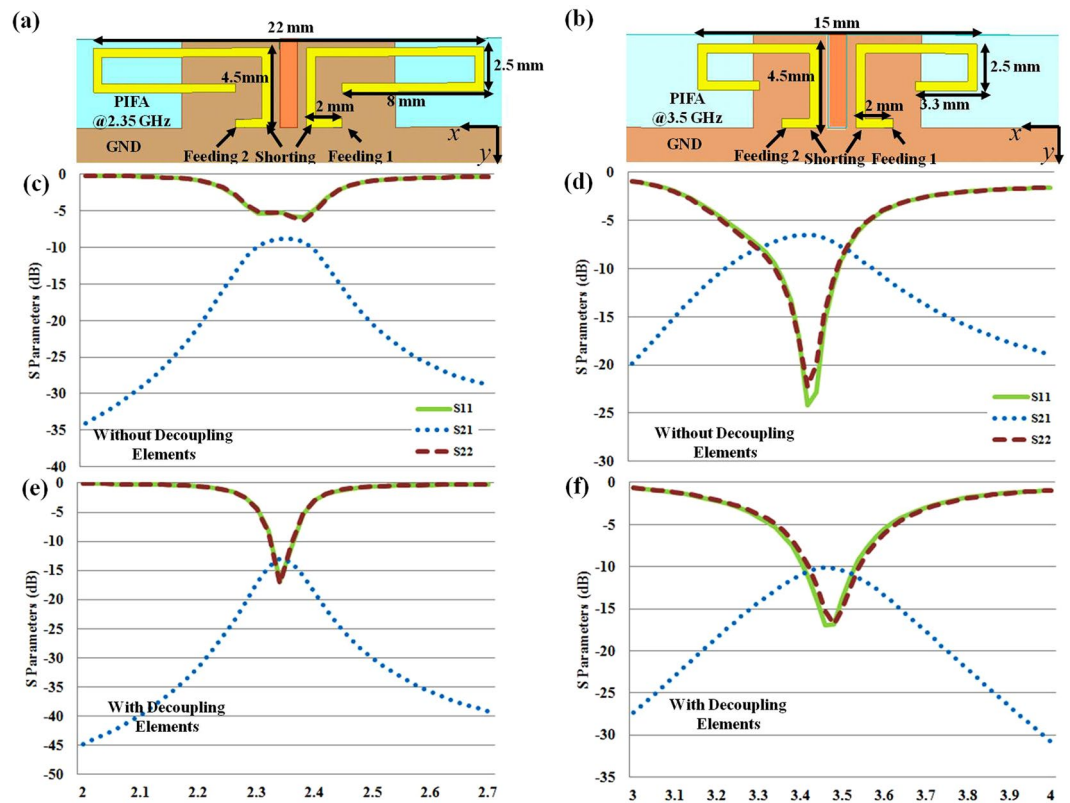 (a)
22 mm
4.5mm
2.5 mm
2 mm
8 mm
PIFA
@2.35 GHz
GND
x
y
Feeding 2
Shorting
Feeding 1
(b)
15 mm
4.5mm
2.5 mm
2 mm
3.3 mm
PIFA
@3.5 GHz
GND
x
y
Feeding 2
Shorting
Feeding 1
(c)
S Parameters (dB)
0
-5
-10
-15
-20
-25
-30
-35
-40
Without Decoupling
Elements
S11
S21
S22
(d)
S Parameters (dB)
0
-5
-10
-15
-20
-25
-30
Without Decoupling
Elements
S11
S21
S22
(e)
S Parameters (dB)
0
-5
-10
-15
-20
-25
-30
-35
-40
-45
-50
With Decoupling
Elements
2 2.1 2.2 2.3 2.4 2.5 2.6 2.7
(f)
S Parameters (dB)
0
-5
-10
-15
-20
-25
-30
-35
With Decoupling
Elements
3 3.1 3.2 3.3 3.4 3.5 3.6 3.7 3.8 3.9 4